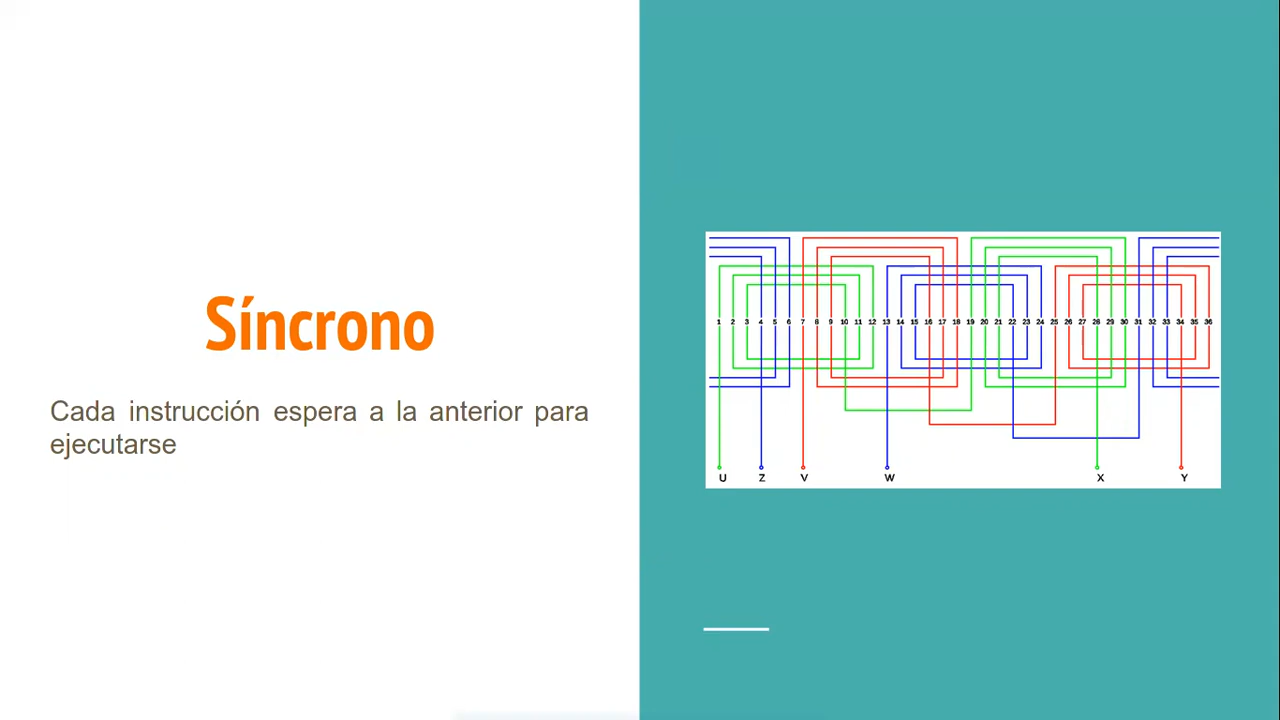 Síncrono
Cada instrucción espera a la anterior para
ejecutarse
1 2 3 4 5 6 7 8 9 10 11 12 13 14 15 16 17 18 19 20 21 22 23 24 25 26 27 28 29 30 31 32 33 34 35 36
U Z V W X Y